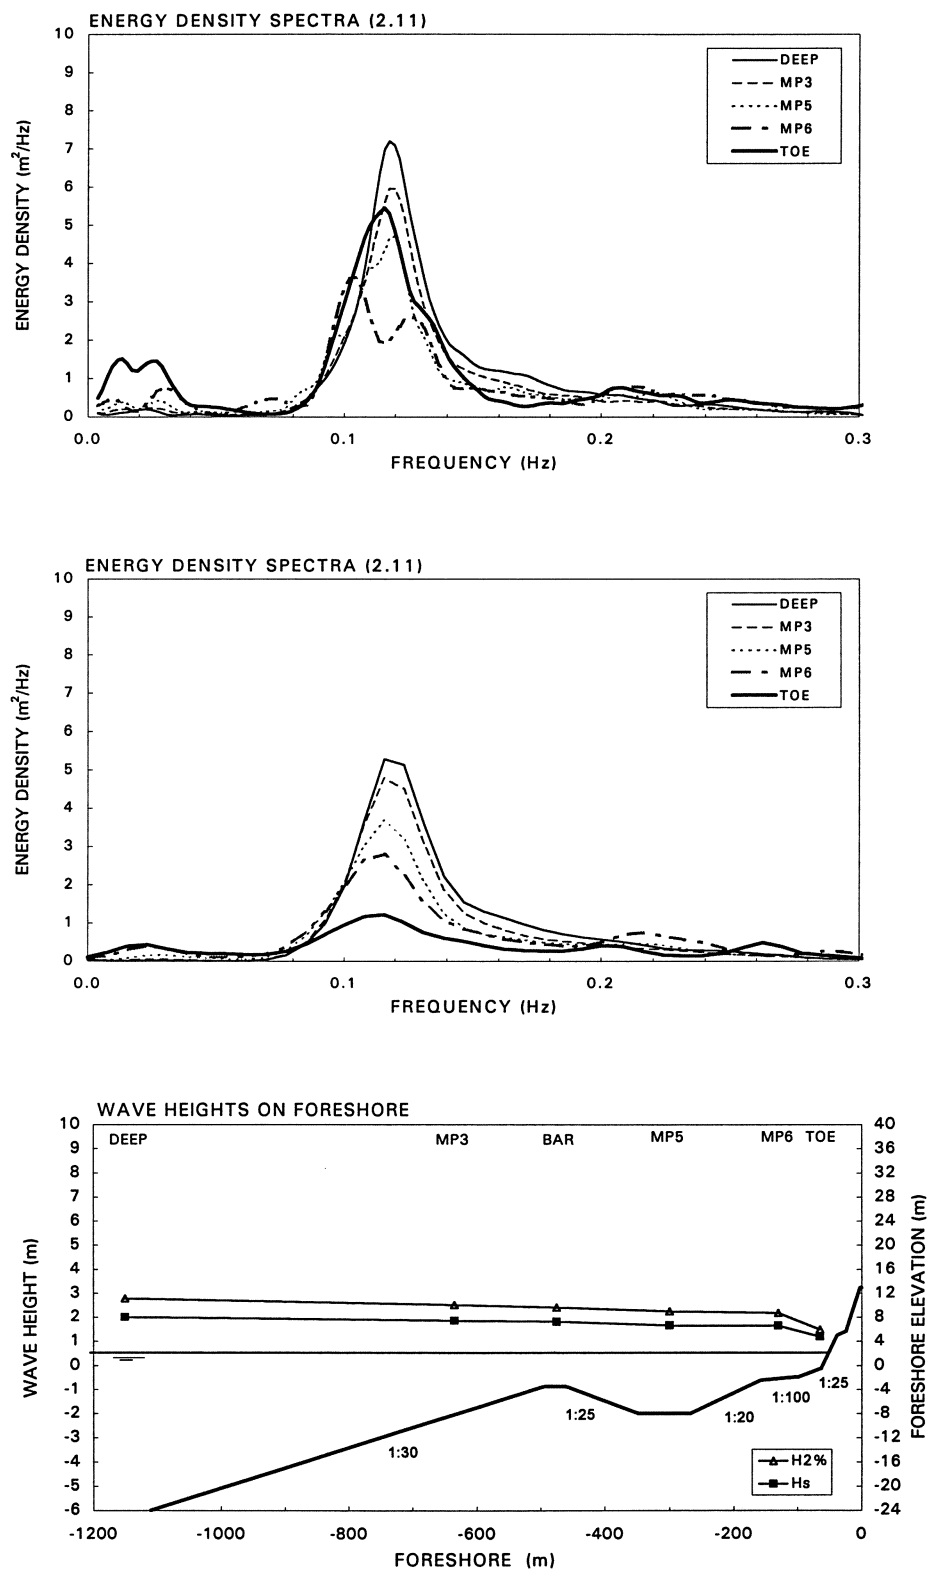 ENERGY DENSITY SPECTRA (2.11)
10
9
8
7
6
5
4
3
2
1
0
ENERGY DENSITY (m²/Hz)
DEEP
MP3
MP5
MP6
TOE
0.0 0.1 0.2 0.3
FREQUENCY (Hz)
ENERGY DENSITY SPECTRA (2.11)
10
9
8
7
6
5
4
3
2
1
0
ENERGY DENSITY (m²/Hz)
DEEP
MP3
MP5
MP6
TOE
0.0 0.1 0.2 0.3
FREQUENCY (Hz)
WAVE HEIGHTS ON FORESHORE
DEEP MP3 BAR MP5 MP6 TOE
10
9
8
7
6
5
4
3
2
1
0
-1
-2
-3
-4
-5
-6
WAVE HEIGHT (m)
40
36
32
28
24
20
16
12
8
4
0
-4
-8
-12
-16
-20
-24
FORESHORE ELEVATION (m)
1:30
1:25
1:20
1:100
1:25
H2%
Hs
-1200 -1000 -800 -600 -400 -200 0
FORESHORE (m)